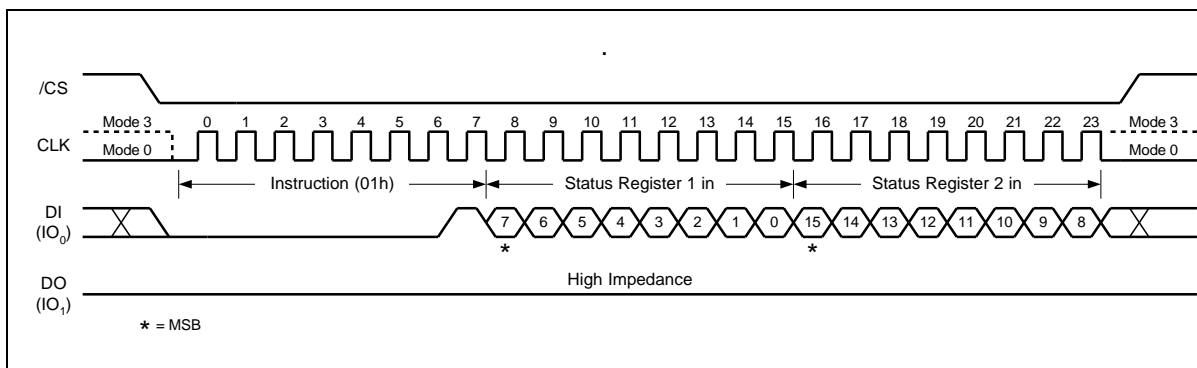 /CS
Mode 3
0 1 2 3 4 5 6 7 8 9 10 11 12 13 14 15 16 17 18 19 20 21 22 23
Mode 3
CLK
Mode 0
Mode 0
Instruction (01h)
Status Register 1 in
Status Register 2 in
DI
(IO₀)
7 6 5 4 3 2 1 0 15 14 13 12 11 10 9 8
* *
DO
(IO₁)
High Impedance
* = MSB